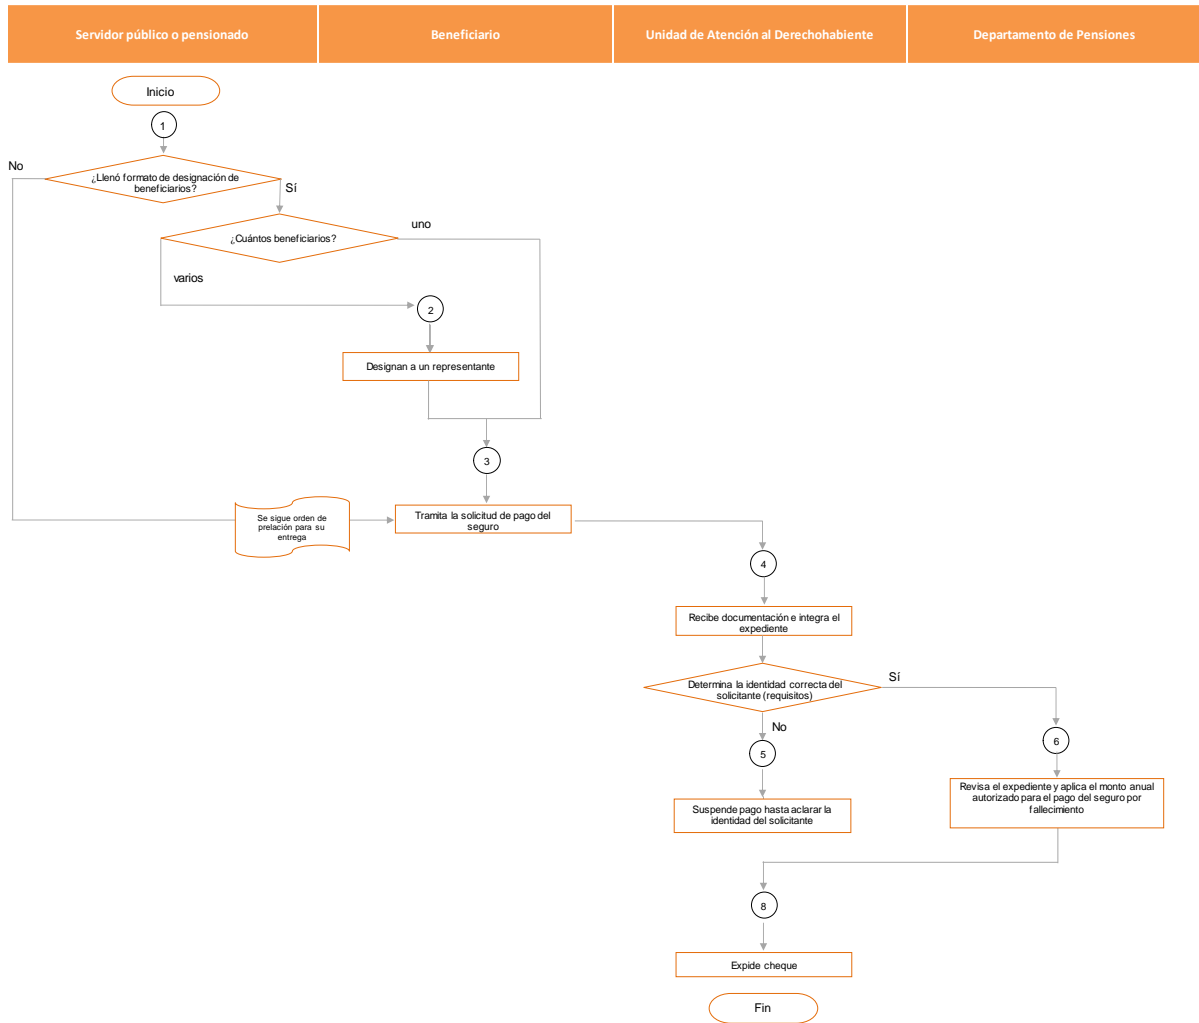 Servidor público o pensionado
Beneficiario
Unidad de Atención al Derechohabiente
Departamento de Pensiones
Inicio
1
No
¿Llenó formato de designación de
beneficiarios?
Sí
¿Cuántos beneficiarios?
uno
varios
2
Designan a un representante
3
Se sigue orden de
prelación para su
entrega
Tramita la solicitud de pago del
seguro
4
Recibe documentación e integra el
expediente
Determina la identidad correcta del
solicitante (requisitos)
Sí
No
5
6
Suspende pago hasta aclarar la
identidad del solicitante
Revisa el expediente y aplica el monto anual
autorizado para el pago del seguro por
fallecimiento
8
Expide cheque
Fin